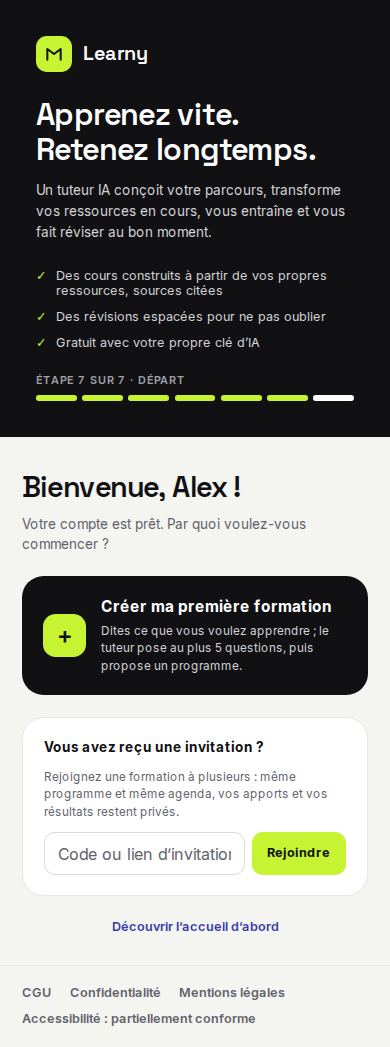 Learny
Apprenez vite.
Retenez longtemps.
Un tuteur IA conçoit votre parcours, transforme
vos ressources en cours, vous entraîne et vous
fait réviser au bon moment.
✓ Des cours construits à partir de vos propres
ressources, sources citées
✓ Des révisions espacées pour ne pas oublier
✓ Gratuit avec votre propre clé d’IA
ÉTAPE 7 SUR 7 · DÉPART
Bienvenue, Alex !
Votre compte est prêt. Par quoi voulez-vous
commencer ?
+
Créer ma première formation
Dites ce que vous voulez apprendre ; le
tuteur pose au plus 5 questions, puis
propose un programme.
Vous avez reçu une invitation ?
Rejoignez une formation à plusieurs : même
programme et même agenda, vos apports et vos
résultats restent privés.
Code ou lien d’invitation Rejoindre
Découvrir l’accueil d’abord
CGU Confidentialité Mentions légales
Accessibilité : partiellement conforme